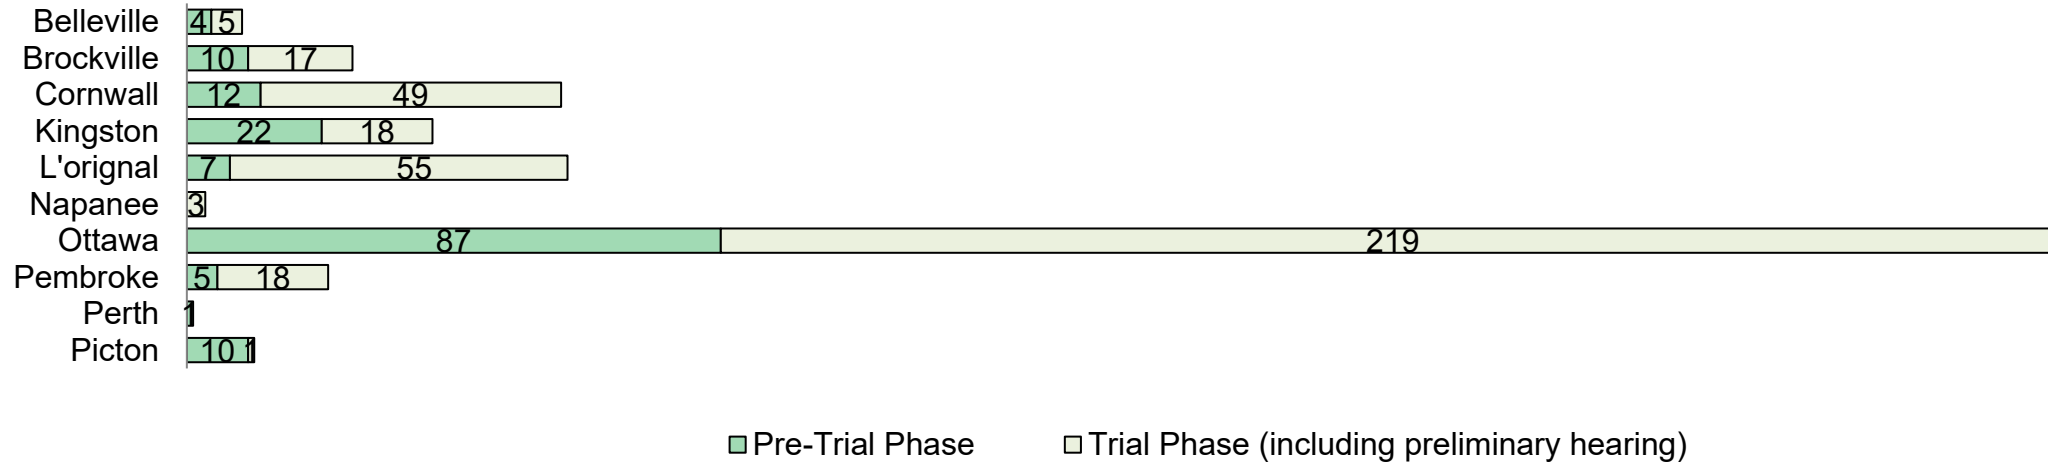 Belleville 4 5
Brockville 10 17
Cornwall 12 49
Kingston 22 18
L'orignal 7 55
Napanee 3
Ottawa 87 219
Pembroke 5 18
Perth 1
Picton 10 1
Pre-Trial Phase Trial Phase (including preliminary hearing)